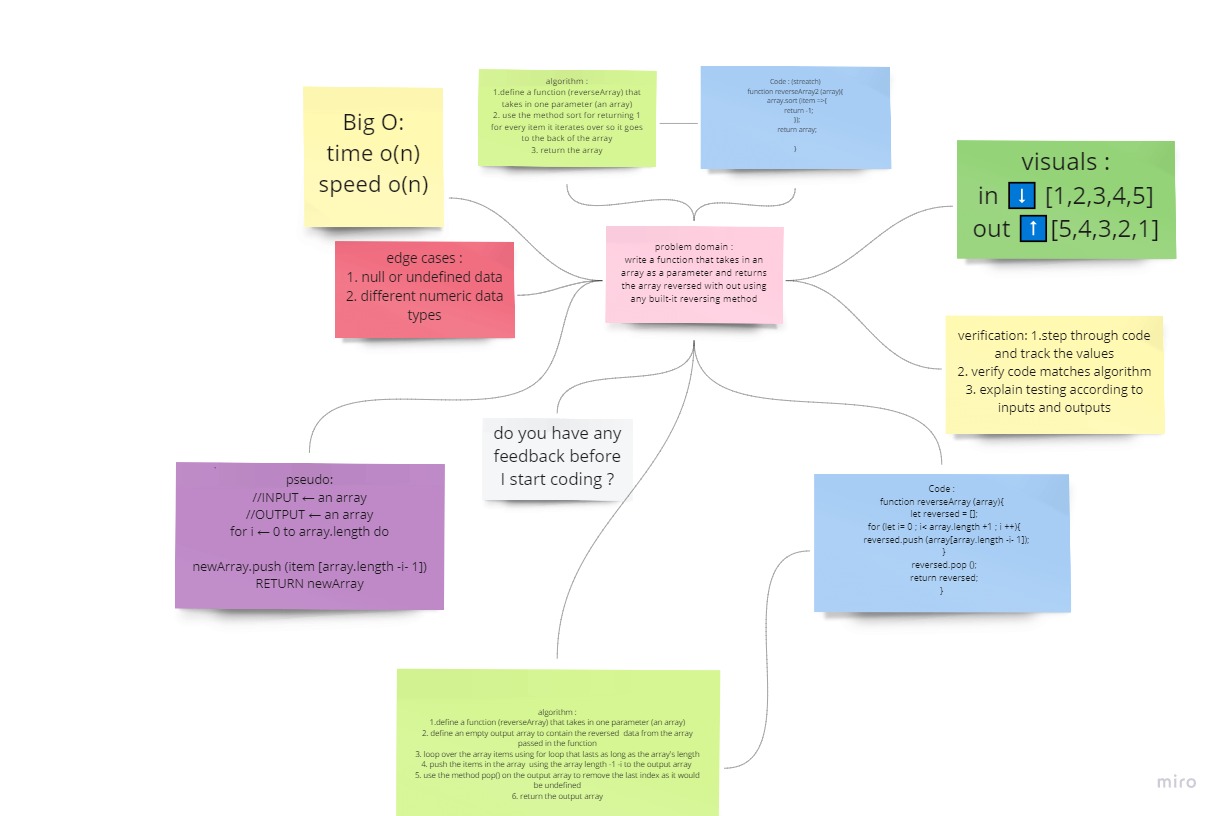 Big O:
time o(n)
speed o(n)
algorithm :
1.define a function (reverseArray) that
takes in one parameter (an array)
2. use the method sort for returning 1
for every item it iterates over so it goes
to the back of the array
3. return the array
Code : (streatch)
function reverseArray2 (array){
array.sort (item =>{
return -1;
});
return array;
}
visuals :
in ⬇ [1,2,3,4,5]
out ⬆[5,4,3,2,1]
edge cases :
1. null or undefined data
2. different numeric data
types
problem domain :
write a function that takes in an
array as a parameter and returns
the array reversed with out using
any built-it reversing method
verification: 1.step through code
and track the values
2. verify code matches algorithm
3. explain testing according to
inputs and outputs
do you have any
feedback before
I start coding ?
pseudo:
//INPUT ← an array
//OUTPUT ← an array
for i ← 0 to array.length do
newArray.push (item [array.length -i- 1])
RETURN newArray
Code :
function reverseArray (array){
let reversed = [];
for (let i= 0 ; i< array.length +1 ; i ++){
reversed.push (array[array.length -i- 1]);
}
reversed.pop ();
return reversed;
}
algorithm :
1.define a function (reverseArray) that takes in one parameter (an array)
2. define an empty output array to contain the reversed data from the array
passed in the function
3. loop over the array items using for loop that lasts as long as the array's length
4. push the items in the array using the array length -1 -i to the output array
5. use the method pop() on the output array to remove the last index as it would
be undefined
6. return the output array
miro